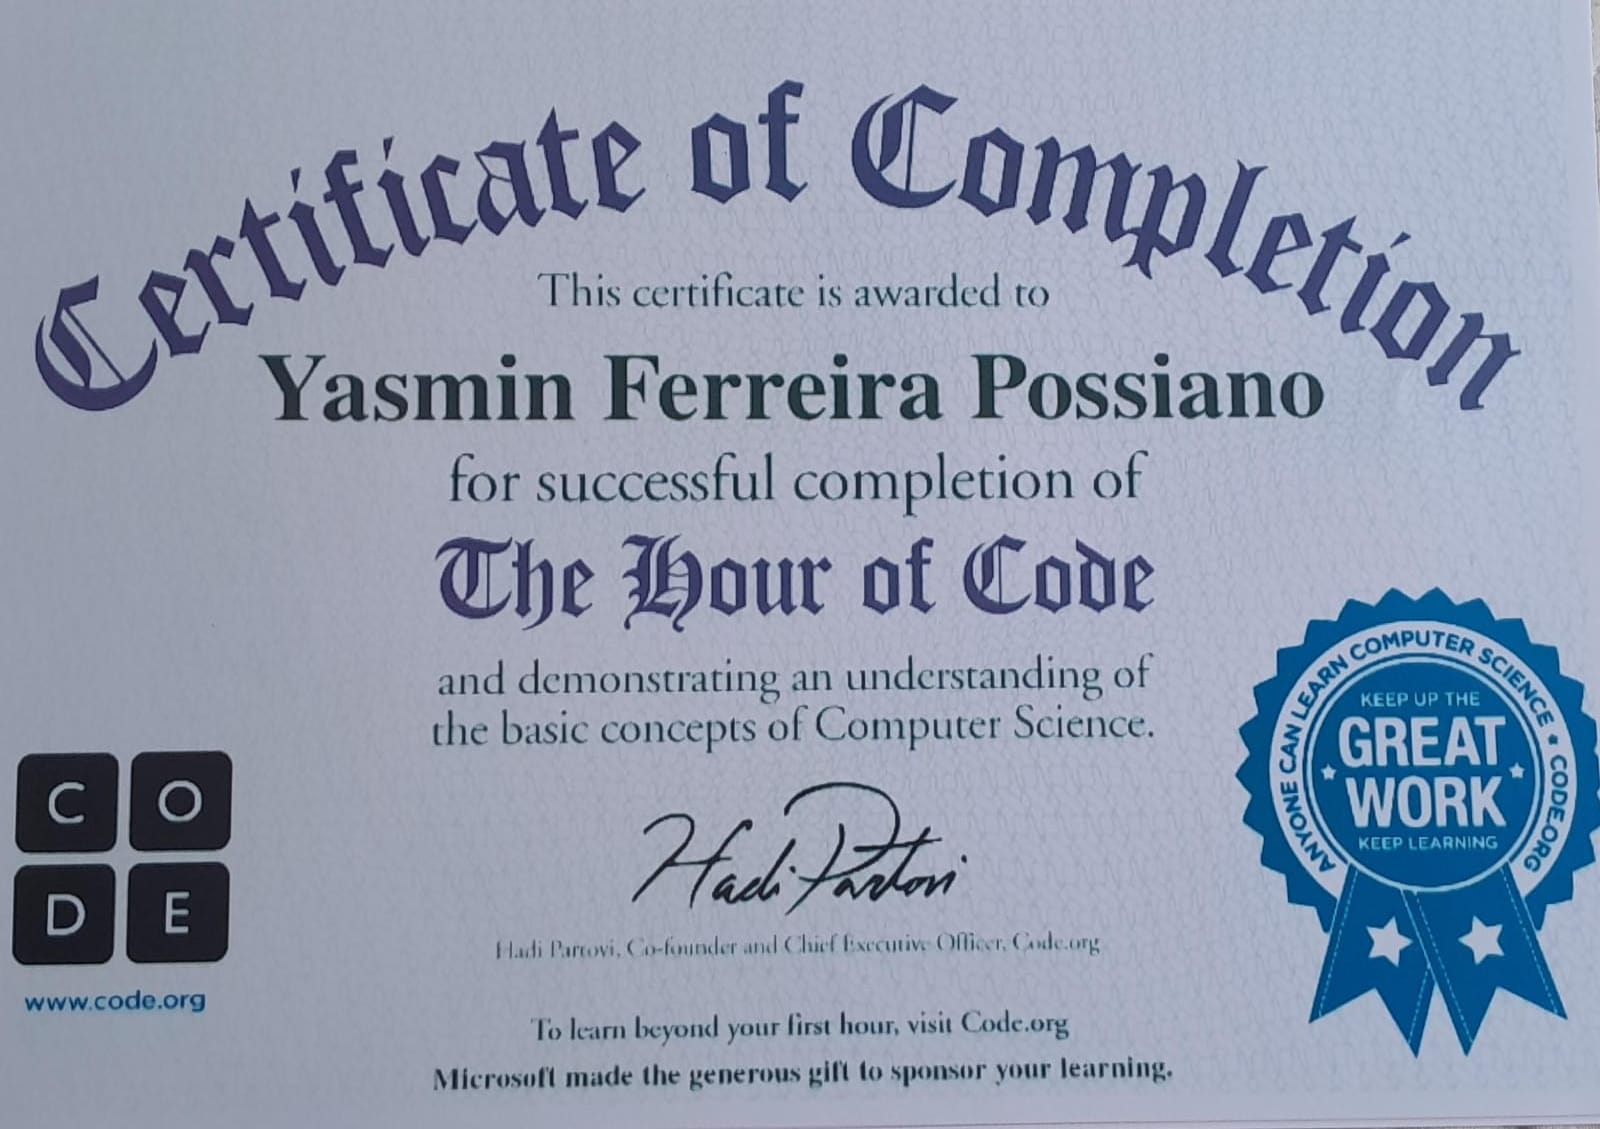 Certificate of Completion
This certificate is awarded to
Yasmin Ferreira Possiano
for successful completion of
The Hour of Code
and demonstrating an understanding of
the basic concepts of Computer Science.
C O
D E
www.code.org
Hadi Partovi
Hadi Partovi, Co-founder and Chief Executive Officer, Code.org
To learn beyond your first hour, visit Code.org
Microsoft made the generous gift to sponsor your learning.
ANYONE CAN LEARN COMPUTER SCIENCE • CODE.ORG
KEEP UP THE
GREAT
WORK
KEEP LEARNING